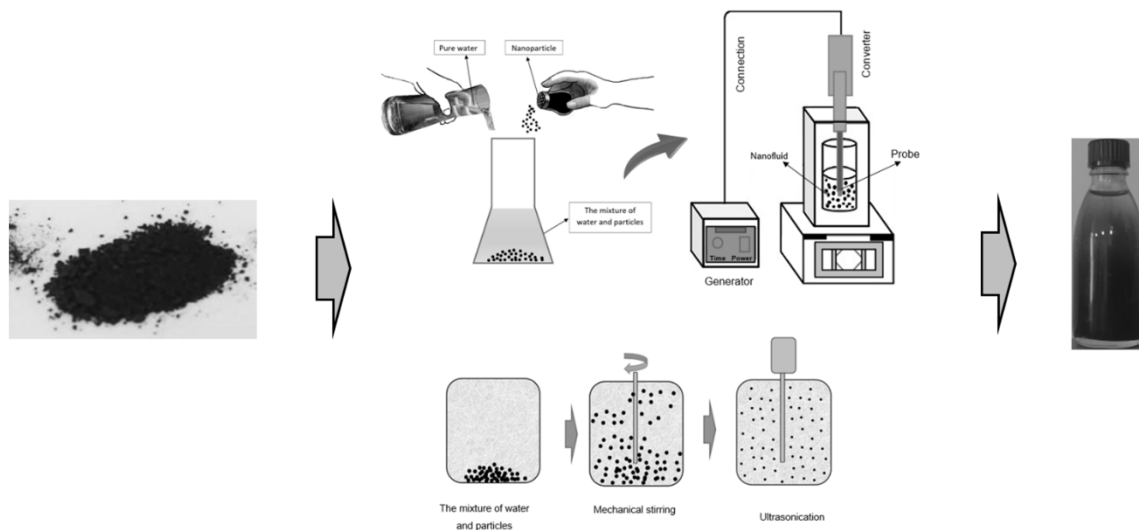 Pure water
Nanoparticle
Connection
Converter
Nanofluid
Probe
The mixture of
water and particles
Time Power
Generator
The mixture of water
and particles
Mechanical stirring
Ultrasonication